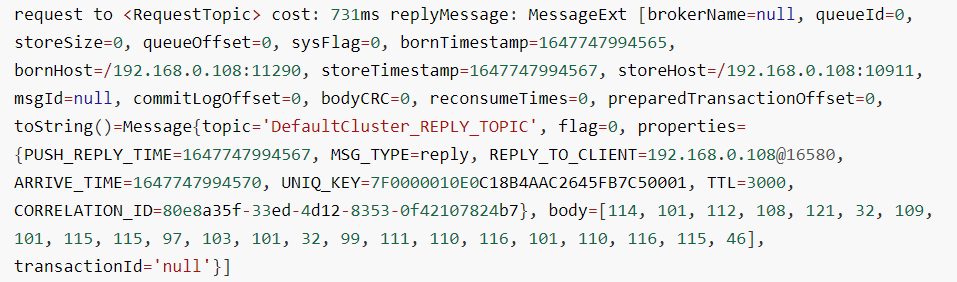 request to <RequestTopic> cost: 731ms replyMessage: MessageExt [brokerName=null, queueId=0,
storeSize=0, queueOffset=0, sysFlag=0, bornTimestamp=1647747994565,
bornHost=/192.168.0.108:11290, storeTimestamp=1647747994567, storeHost=/192.168.0.108:10911,
msgId=null, commitLogOffset=0, bodyCRC=0, reconsumeTimes=0, preparedTransactionOffset=0,
toString()=Message{topic='DefaultCluster_REPLY_TOPIC', flag=0, properties=
{PUSH_REPLY_TIME=1647747994567, MSG_TYPE=reply, REPLY_TO_CLIENT=192.168.0.108@16580,
ARRIVE_TIME=1647747994570, UNIQ_KEY=7F0000010E0C18B4AAC2645FB7C50001, TTL=3000,
CORRELATION_ID=80e8a35f-33ed-4d12-8353-0f42107824b7}, body=[114, 101, 112, 108, 121, 32, 109,
101, 115, 115, 97, 103, 101, 32, 99, 111, 110, 116, 101, 110, 116, 115, 46],
transactionId='null'}]